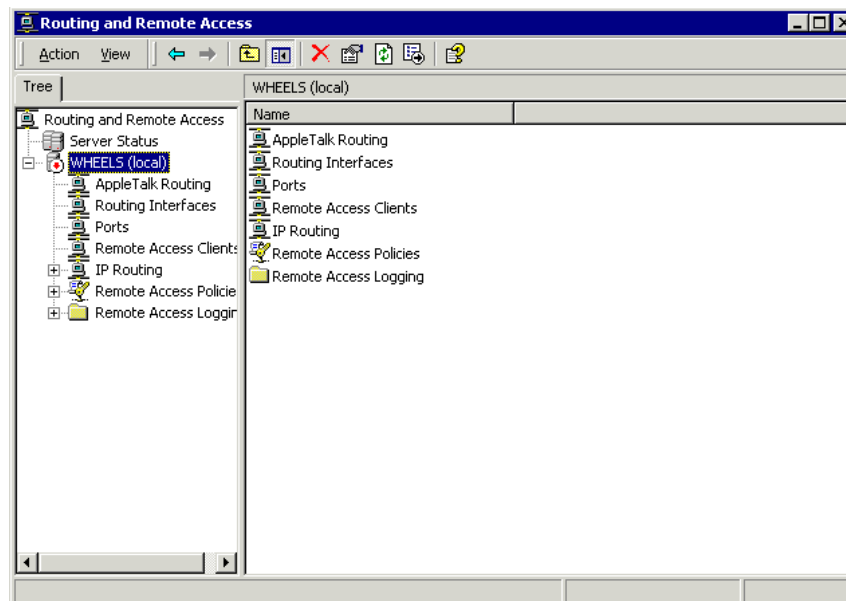 Routing and Remote Access
Action View
Tree
WHEELS (local)
Routing and Remote Access
Server Status
WHEELS (local)
AppleTalk Routing
Routing Interfaces
Ports
Remote Access Clients
IP Routing
Remote Access Policie
Remote Access Loggin
Name
AppleTalk Routing
Routing Interfaces
Ports
Remote Access Clients
IP Routing
Remote Access Policies
Remote Access Logging